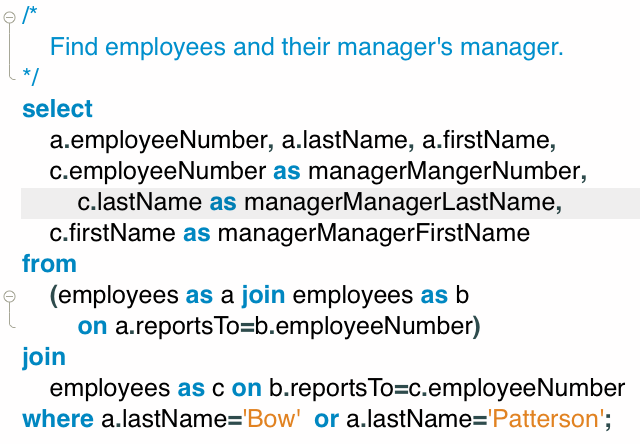 /*
Find employees and their manager's manager.
*/
select
a.employeeNumber, a.lastName, a.firstName,
c.employeeNumber as managerMangerNumber,
c.lastName as managerManagerLastName,
c.firstName as managerManagerFirstName
from
(employees as a join employees as b
on a.reportsTo=b.employeeNumber)
join
employees as c on b.reportsTo=c.employeeNumber
where a.lastName='Bow'  or a.lastName='Patterson';